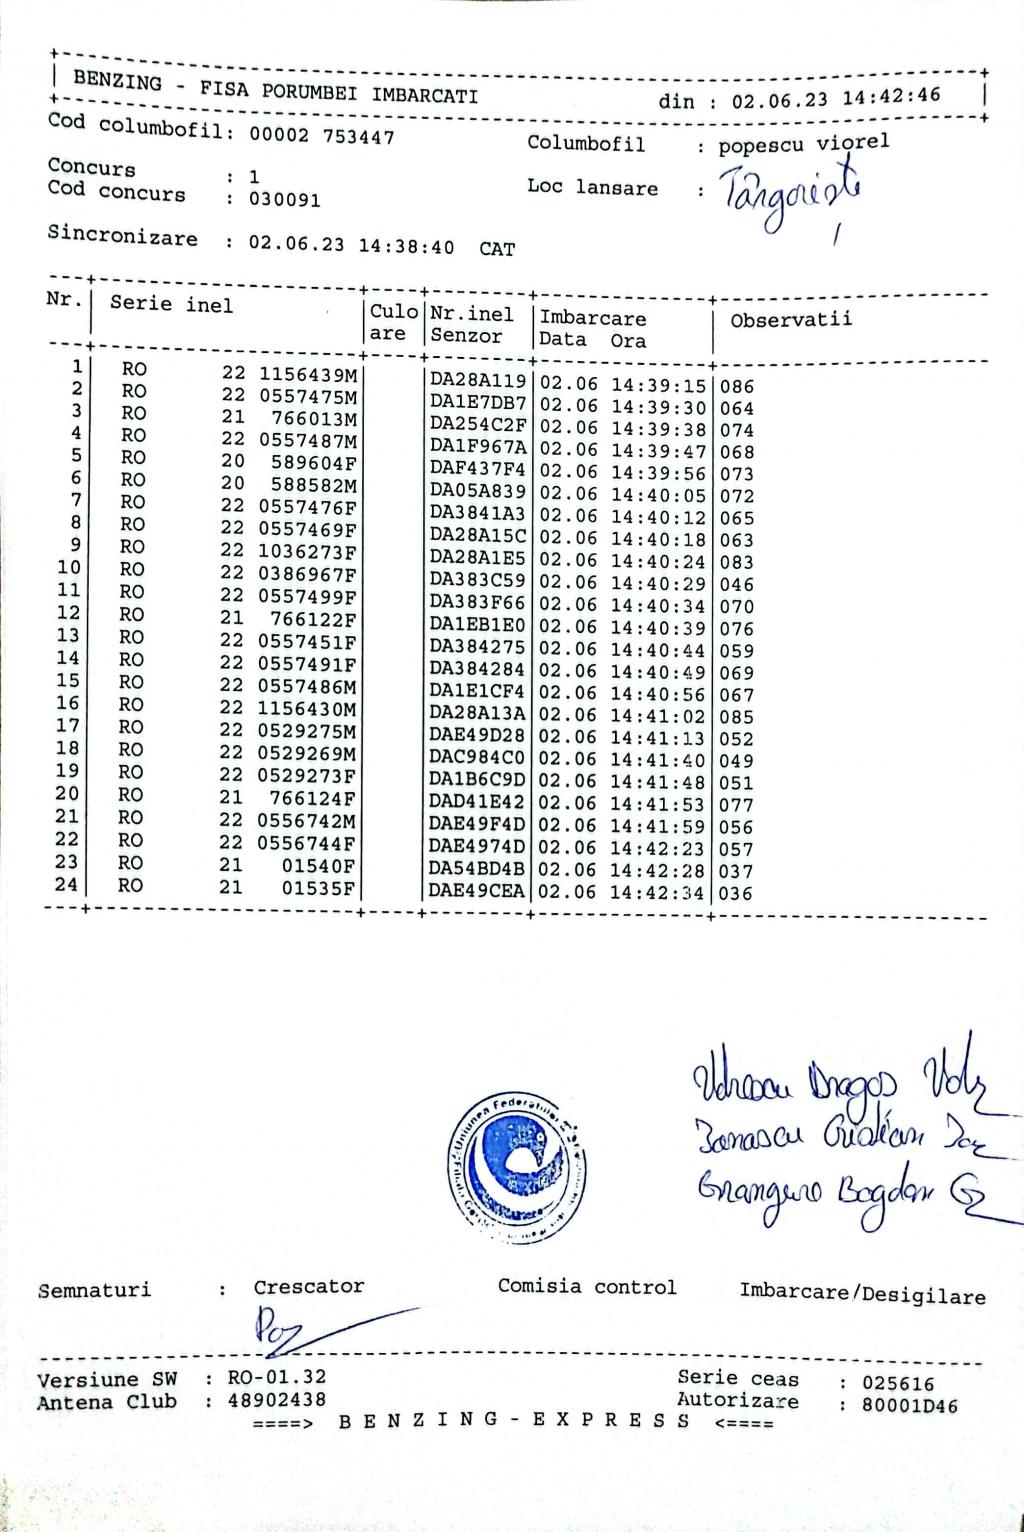 BENZING - FISA PORUMBEI IMBARCATI din : 02.06.23 14:42:46
Cod columbofil: 00002 753447 Columbofil : popescu viorel
Concurs : 1
Cod concurs : 030091 Loc lansare :
Sincronizare : 02.06.23 14:38:40 CAT
Nr. Serie inel Culo Nr.inel Imbarcare Observatii
are Senzor Data Ora
1 RO 22 1156439M DA28A119 02.06 14:39:15 086
2 RO 22 0557475M DA1E7DB7 02.06 14:39:30 064
3 RO 21 766013M DA254C2F 02.06 14:39:38 074
4 RO 22 0557487M DA1F967A 02.06 14:39:47 068
5 RO 20 589604F DAF437F4 02.06 14:39:56 073
6 RO 20 588582M DA05A839 02.06 14:40:05 072
7 RO 22 0557476F DA3841A3 02.06 14:40:12 065
8 RO 22 0557469F DA28A15C 02.06 14:40:18 063
9 RO 22 1036273F DA28A1E5 02.06 14:40:24 083
10 RO 22 0386967F DA383C59 02.06 14:40:29 046
11 RO 22 0557499F DA383F66 02.06 14:40:34 070
12 RO 21 766122F DA1EB1E0 02.06 14:40:39 076
13 RO 22 0557451F DA384275 02.06 14:40:44 059
14 RO 22 0557491F DA384284 02.06 14:40:49 069
15 RO 22 0557486M DA1E1CF4 02.06 14:40:56 067
16 RO 22 1156430M DA28A13A 02.06 14:41:02 085
17 RO 22 0529275M DAE49D28 02.06 14:41:13 052
18 RO 22 0529269M DAC984C0 02.06 14:41:40 049
19 RO 22 0529273F DA1B6C9D 02.06 14:41:48 051
20 RO 21 766124F DAD41E42 02.06 14:41:53 077
21 RO 22 0556742M DAE49F4D 02.06 14:41:59 056
22 RO 22 0556744F DAE4974D 02.06 14:42:23 057
23 RO 21 01540F DA54BD4B 02.06 14:42:28 037
24 RO 21 01535F DAE49CEA 02.06 14:42:34 036
Dragos
Bogdan
Uniunea
Semnaturi : Crescator Comisia control Imbarcare/Desigilare
Versiune SW : RO-01.32 Serie ceas : 025616
Antena Club : 48902438 Autorizare : 80001D46
====> B E N Z I N G - E X P R E S S <====